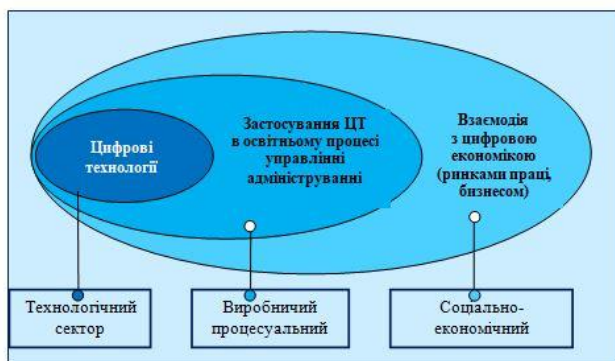 Цифрові
технології
Застосування ЦТ
в освітньому процесі
управлінні
адмініструванні
Взаємодія
з цифровою
економікою
(ринками праці,
бизнесом)
Технологічний
сектор
Виробничий
процесуальний
Соціально-
економічний